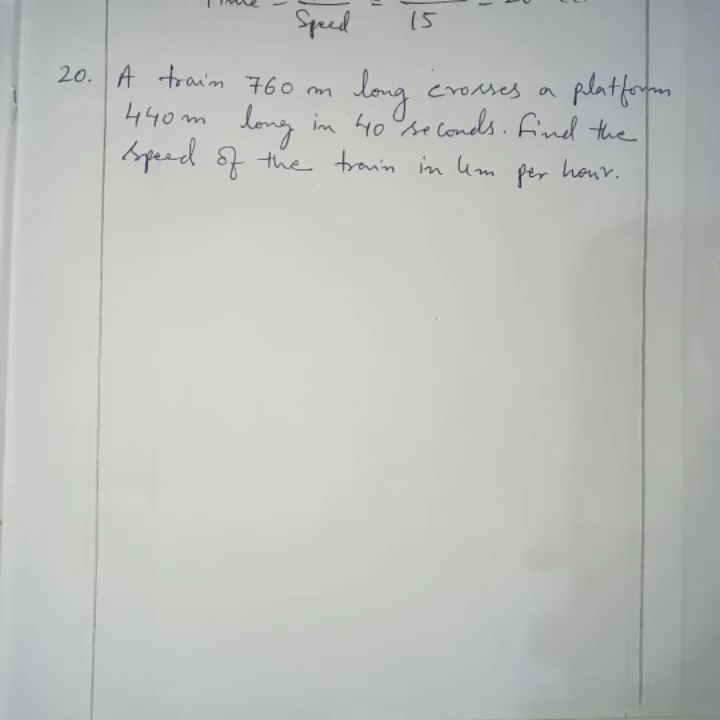 Speed 15
20. A train 760 m long crosses a platform
440m long in 40 seconds. Find the
speed of the train in km per hour.